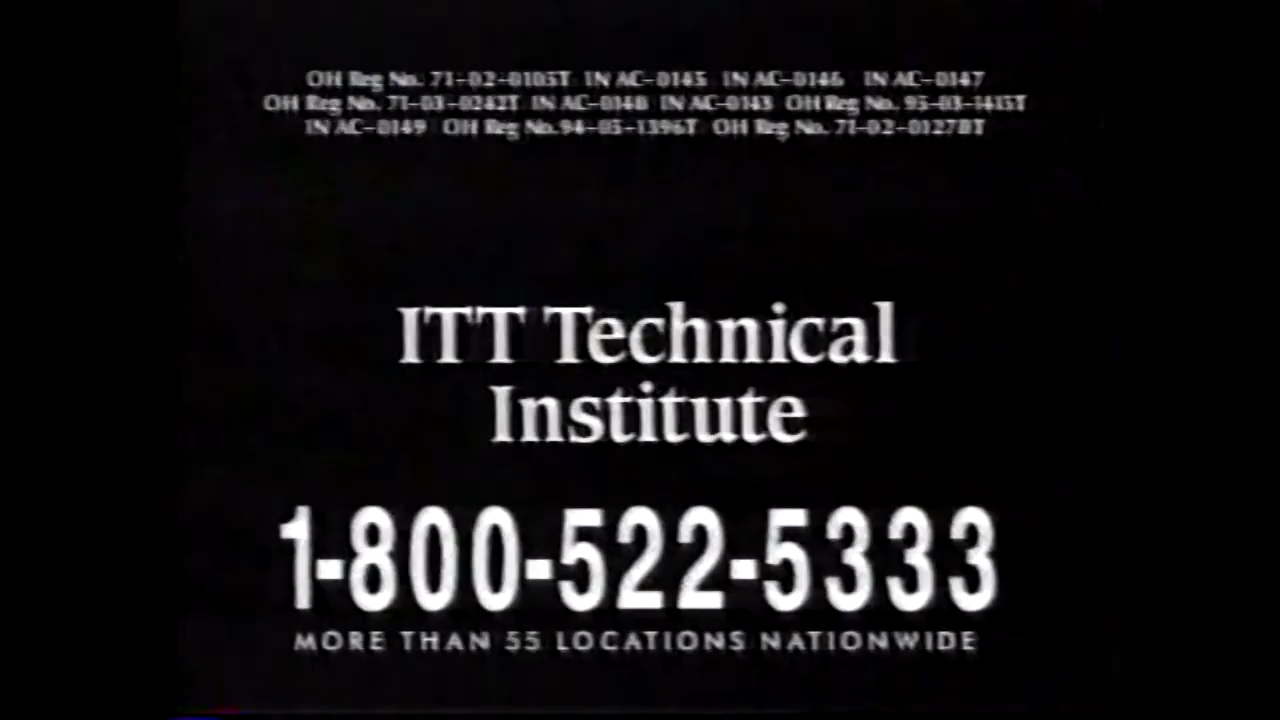 OH Reg No. 71-02-0105T IN AC-0145 IN AC-0146 IN AC-0147
OH Reg No. 71-03-0242T IN AC-0148 IN AC-0143 OH Reg No. 95-03-1415T
IN AC-0149 OH Reg No.94-05-1396T OH Reg No. 71-02-0127BT
ITT Technical
Institute
1-800-522-5333
MORE THAN 55 LOCATIONS NATIONWIDE